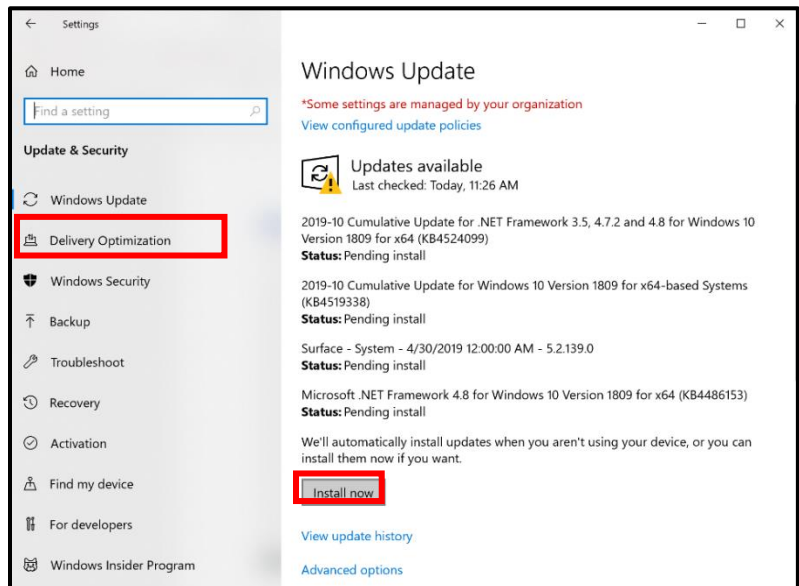 Settings
Home
Find a setting
Update & Security
Windows Update
Delivery Optimization
Windows Security
Backup
Troubleshoot
Recovery
Activation
Find my device
For developers
Windows Insider Program
Windows Update
*Some settings are managed by your organization
View configured update policies
Updates available
Last checked: Today, 11:26 AM
2019-10 Cumulative Update for .NET Framework 3.5, 4.7.2 and 4.8 for Windows 10
Version 1809 for x64 (KB4524099)
Status: Pending install
2019-10 Cumulative Update for Windows 10 Version 1809 for x64-based Systems
(KB4519338)
Status: Pending install
Surface - System - 4/30/2019 12:00:00 AM - 5.2.139.0
Status: Pending install
Microsoft .NET Framework 4.8 for Windows 10 Version 1809 for x64 (KB4486153)
Status: Pending install
We'll automatically install updates when you aren't using your device, or you can
install them now if you want.
Install now
View update history
Advanced options